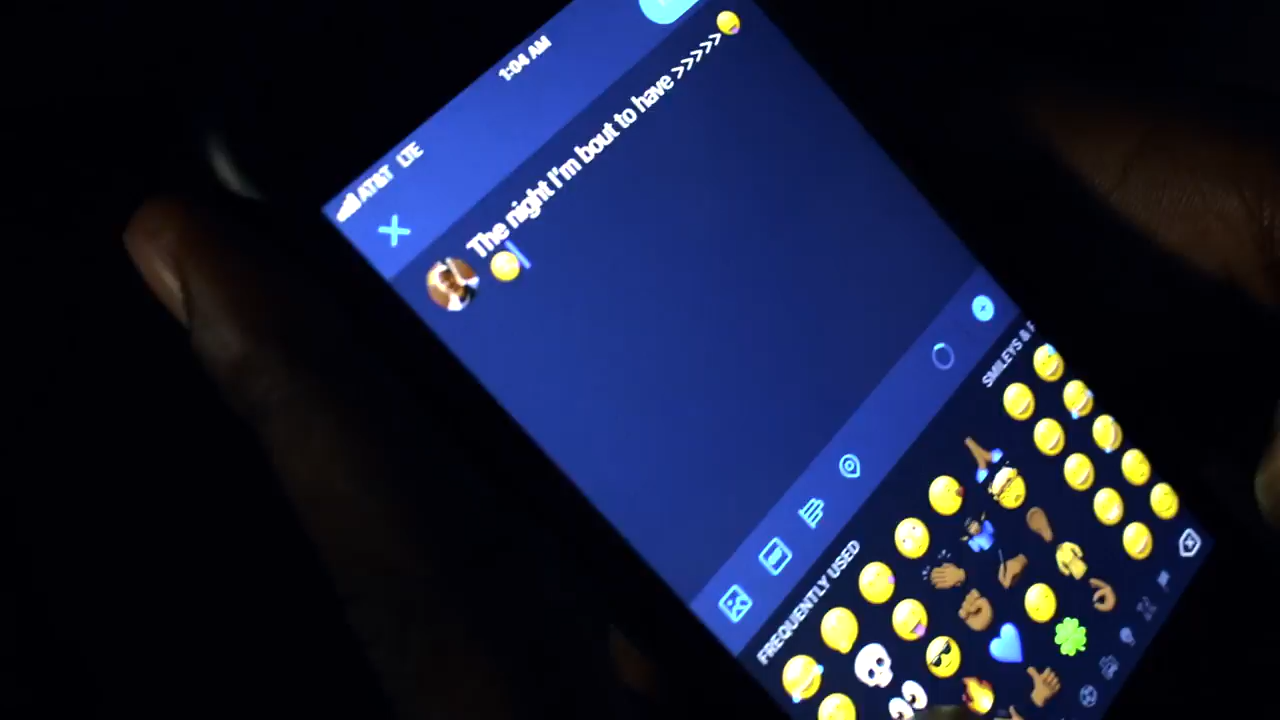 AT&T LTE 1:04 AM
The night I'm bout to have >>>>>😜
FREQUENTLY USED
SMILEYS &